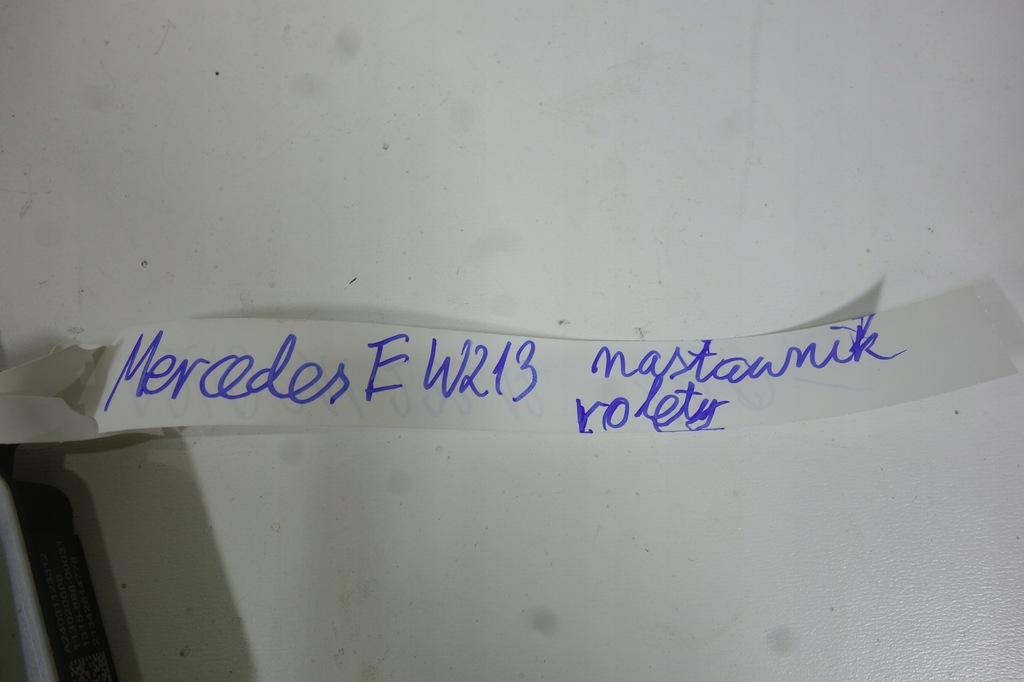 Mercedes E W213 nastawnik
rolety